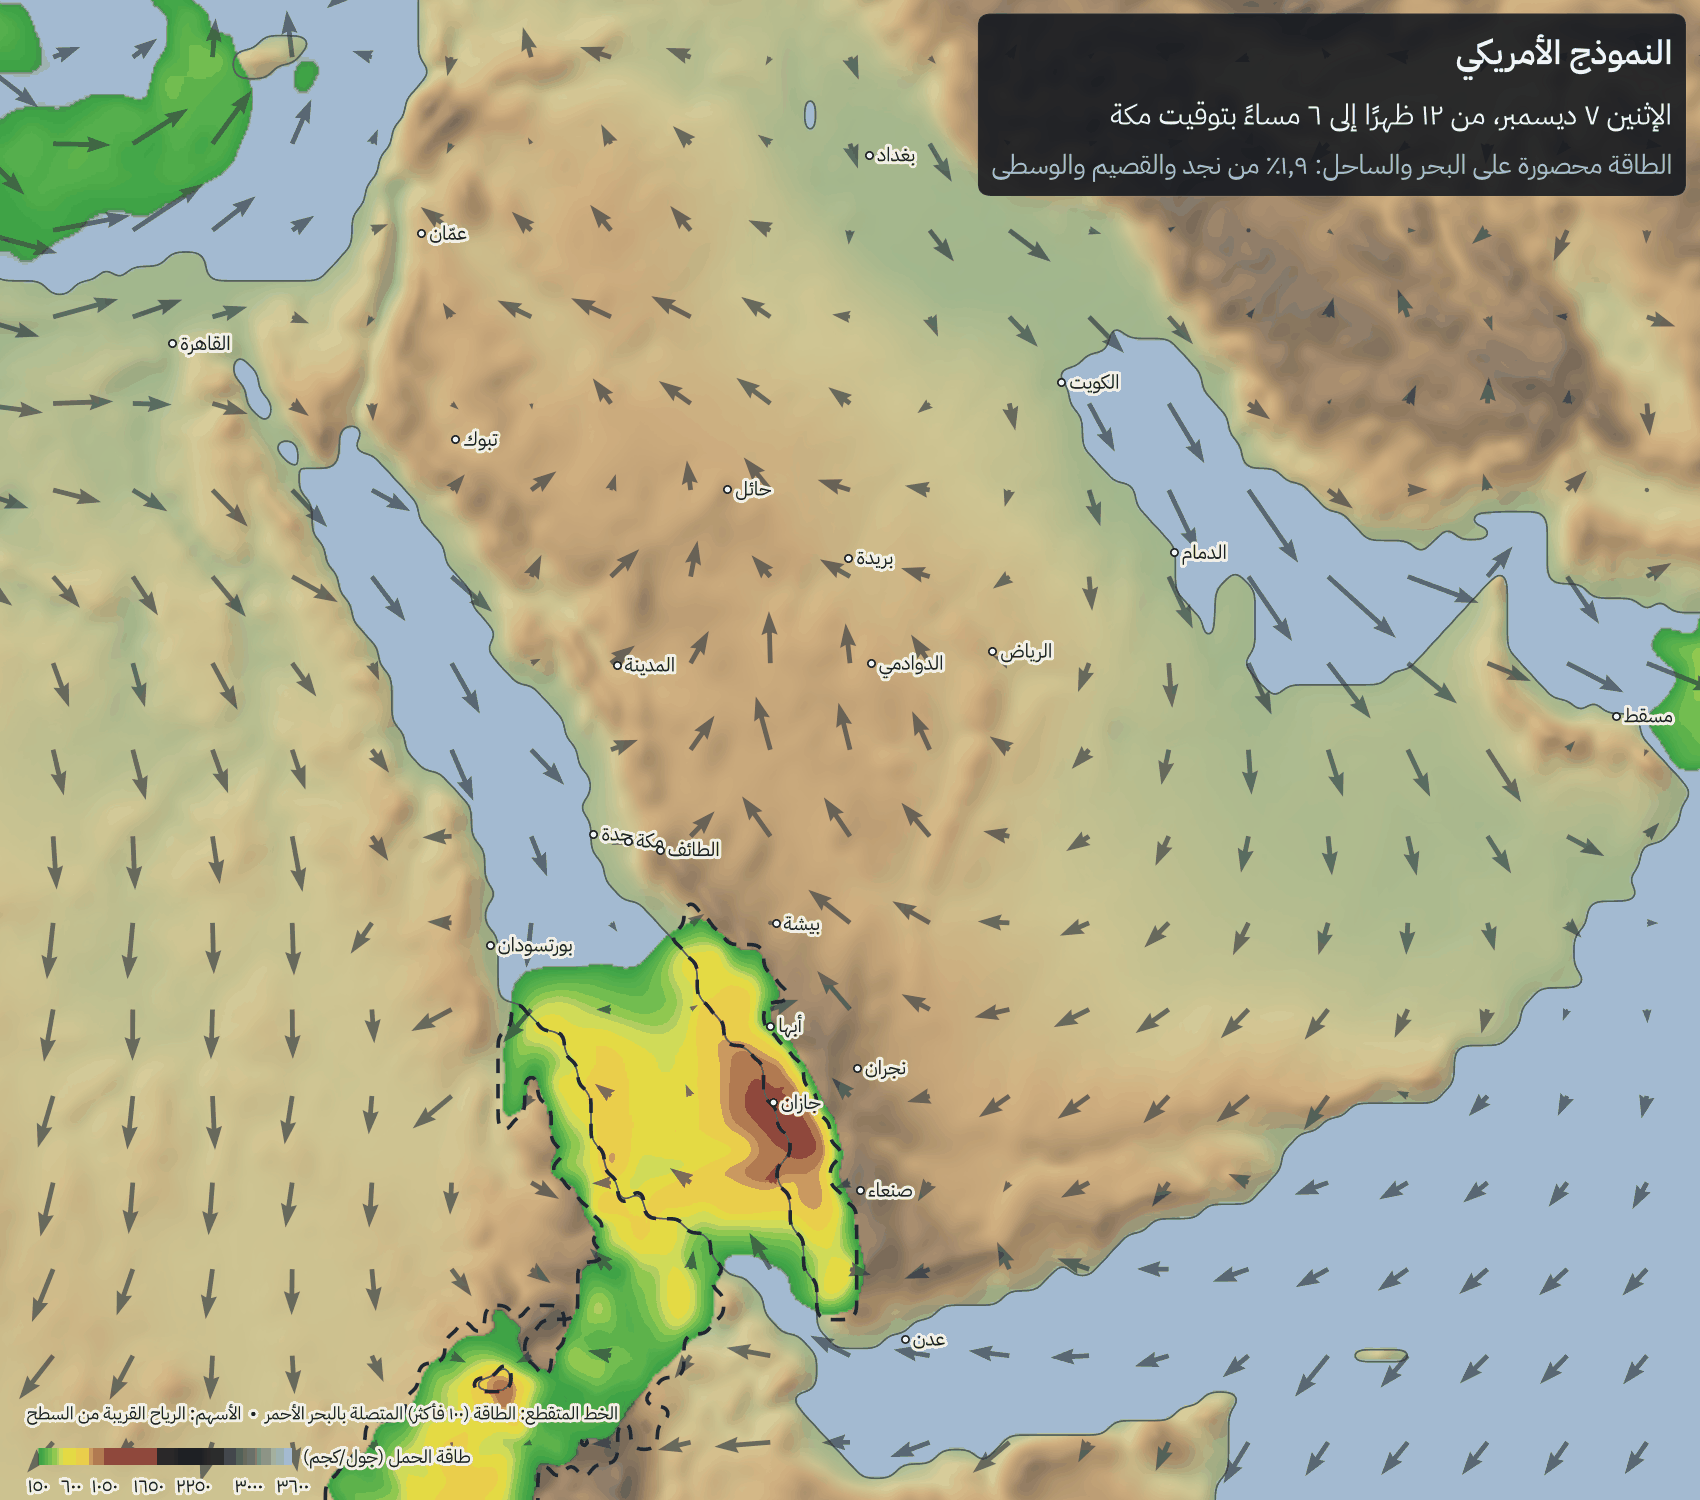 النموذج الأمريكي
الإثنين ٧ ديسمبر، من ١٢ ظهرًا إلى ٦ مساءً بتوقيت مكة
الطاقة محصورة على البحر والساحل: ١,٩٪ من نجد والقصيم والوسطى
بغداد
عمّان
القاهرة
الكويت
تبوك
حائل
الدمام
بريدة
الرياض
الدوادمي
المدينة
مسقط
جدة
مكة
الطائف
بيشة
بورتسودان
أبها
نجران
جازان
صنعاء
عدن
الخط المتقطع: الطاقة (١٠٠ فأكثر) المتصلة بالبحر الأحمر • الأسهم: الرياح القريبة من السطح
طاقة الحمل (جول/كجم)
١٥٠ ٦٠٠ ١٠٥٠ ١٦٥٠ ٢٢٥٠ ٣٠٠٠ ٣٦٠٠